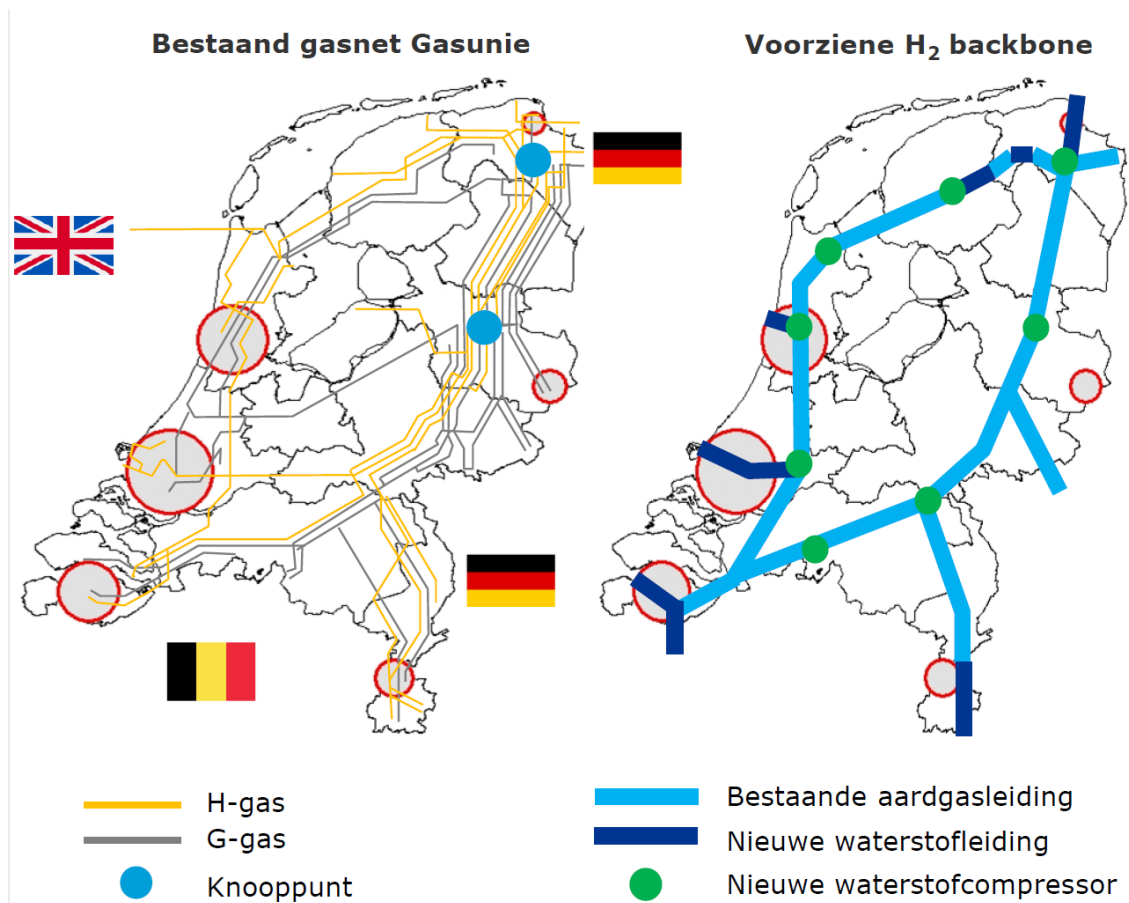 Bestaand gasnet Gasunie
Voorziene H₂ backbone
H-gas
G-gas
Knooppunt
Bestaande aardgasleiding
Nieuwe waterstofleiding
Nieuwe waterstofcompressor